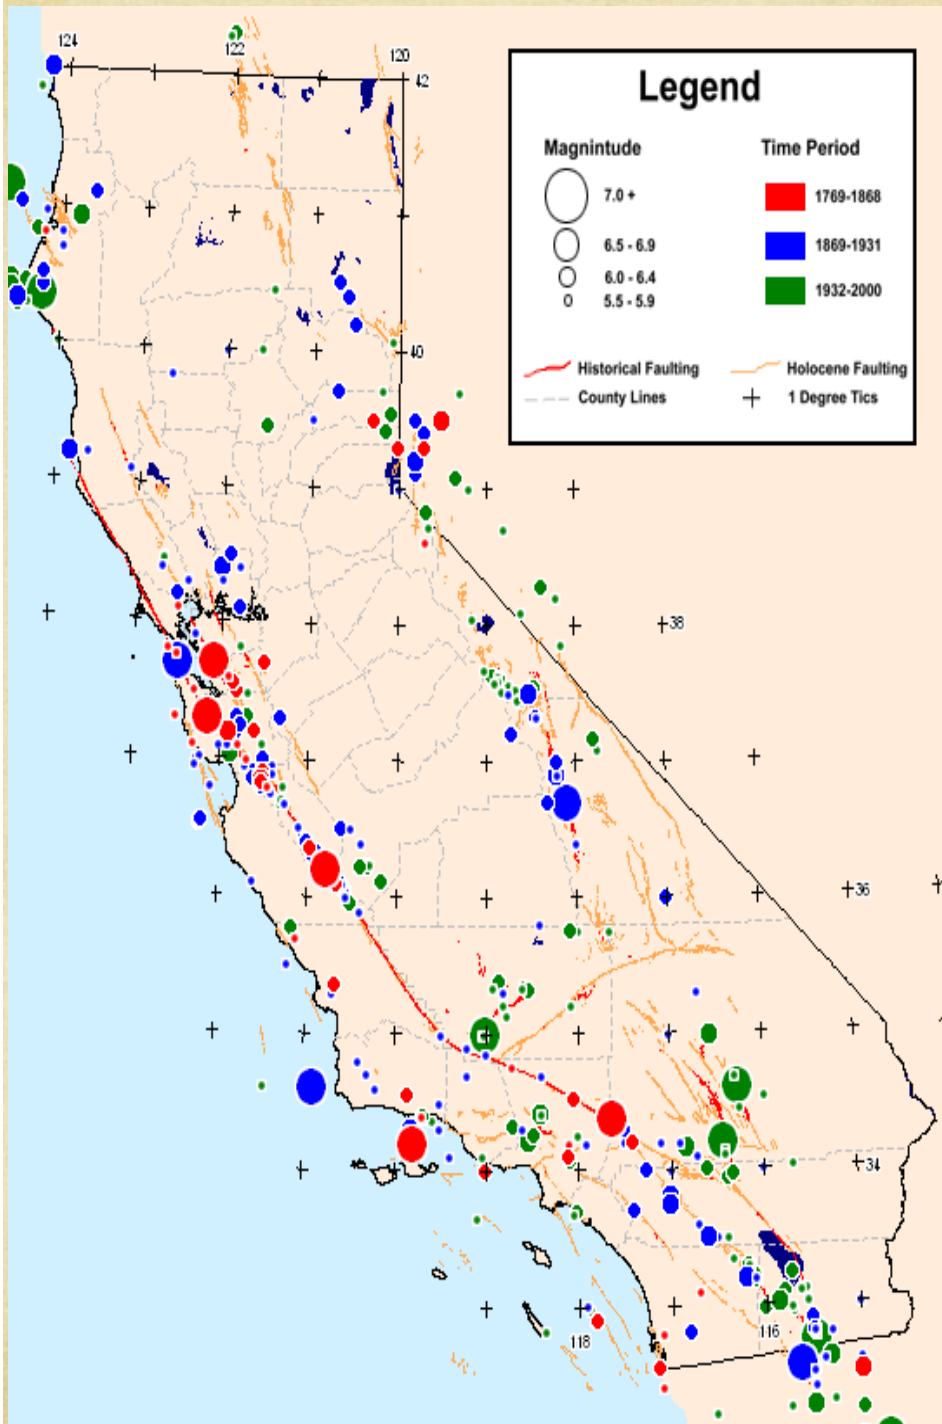 124
122
120
42
Legend
Magnintude
Time Period
7.0 +
1769-1868
6.5 - 6.9
1869-1931
6.0 - 6.4
5.5 - 5.9
1932-2000
Historical Faulting
Holocene Faulting
County Lines
1 Degree Tics
40
38
36
34
118
116